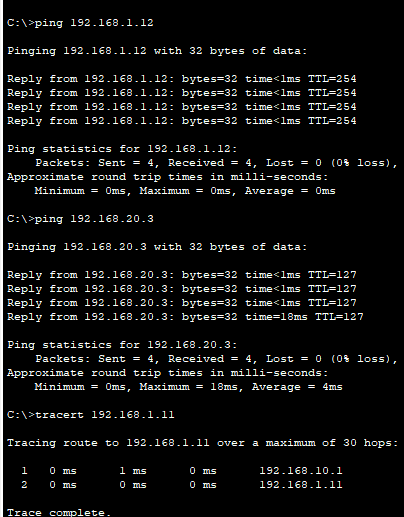 C:\>ping 192.168.1.12
Pinging 192.168.1.12 with 32 bytes of data:
Reply from 192.168.1.12: bytes=32 time<1ms TTL=254
Reply from 192.168.1.12: bytes=32 time<1ms TTL=254
Reply from 192.168.1.12: bytes=32 time<1ms TTL=254
Reply from 192.168.1.12: bytes=32 time<1ms TTL=254
Ping statistics for 192.168.1.12:
    Packets: Sent = 4, Received = 4, Lost = 0 (0% loss),
Approximate round trip times in milli-seconds:
    Minimum = 0ms, Maximum = 0ms, Average = 0ms
C:\>ping 192.168.20.3
Pinging 192.168.20.3 with 32 bytes of data:
Reply from 192.168.20.3: bytes=32 time<1ms TTL=127
Reply from 192.168.20.3: bytes=32 time<1ms TTL=127
Reply from 192.168.20.3: bytes=32 time<1ms TTL=127
Reply from 192.168.20.3: bytes=32 time=18ms TTL=127
Ping statistics for 192.168.20.3:
    Packets: Sent = 4, Received = 4, Lost = 0 (0% loss),
Approximate round trip times in milli-seconds:
    Minimum = 0ms, Maximum = 18ms, Average = 4ms
C:\>tracert 192.168.1.11
Tracing route to 192.168.1.11 over a maximum of 30 hops:
  1   0 ms      1 ms      0 ms      192.168.10.1
  2   0 ms      0 ms      0 ms      192.168.1.11
Trace complete.